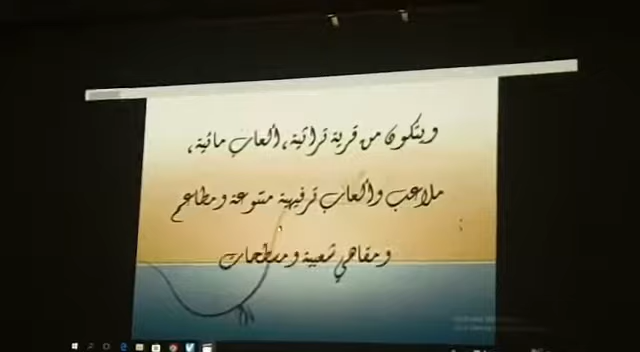 ويتكون من قرية تراثية، ألعاب مائية،
ملاعب وألعاب ترفيهية متنوعة ومطاعم
ومقاهي شعبية ومسطحات